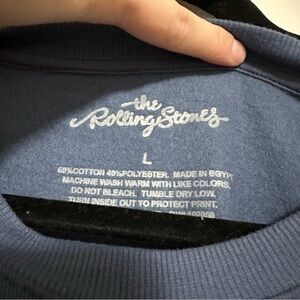 the
Rolling Stones
L
60%COTTON 40%POLYESTER. MADE IN EGYPT
MACHINE WASH WARM WITH LIKE COLORS.
DO NOT BLEACH. TUMBLE DRY LOW.
TURN INSIDE OUT TO PROTECT PRINT.